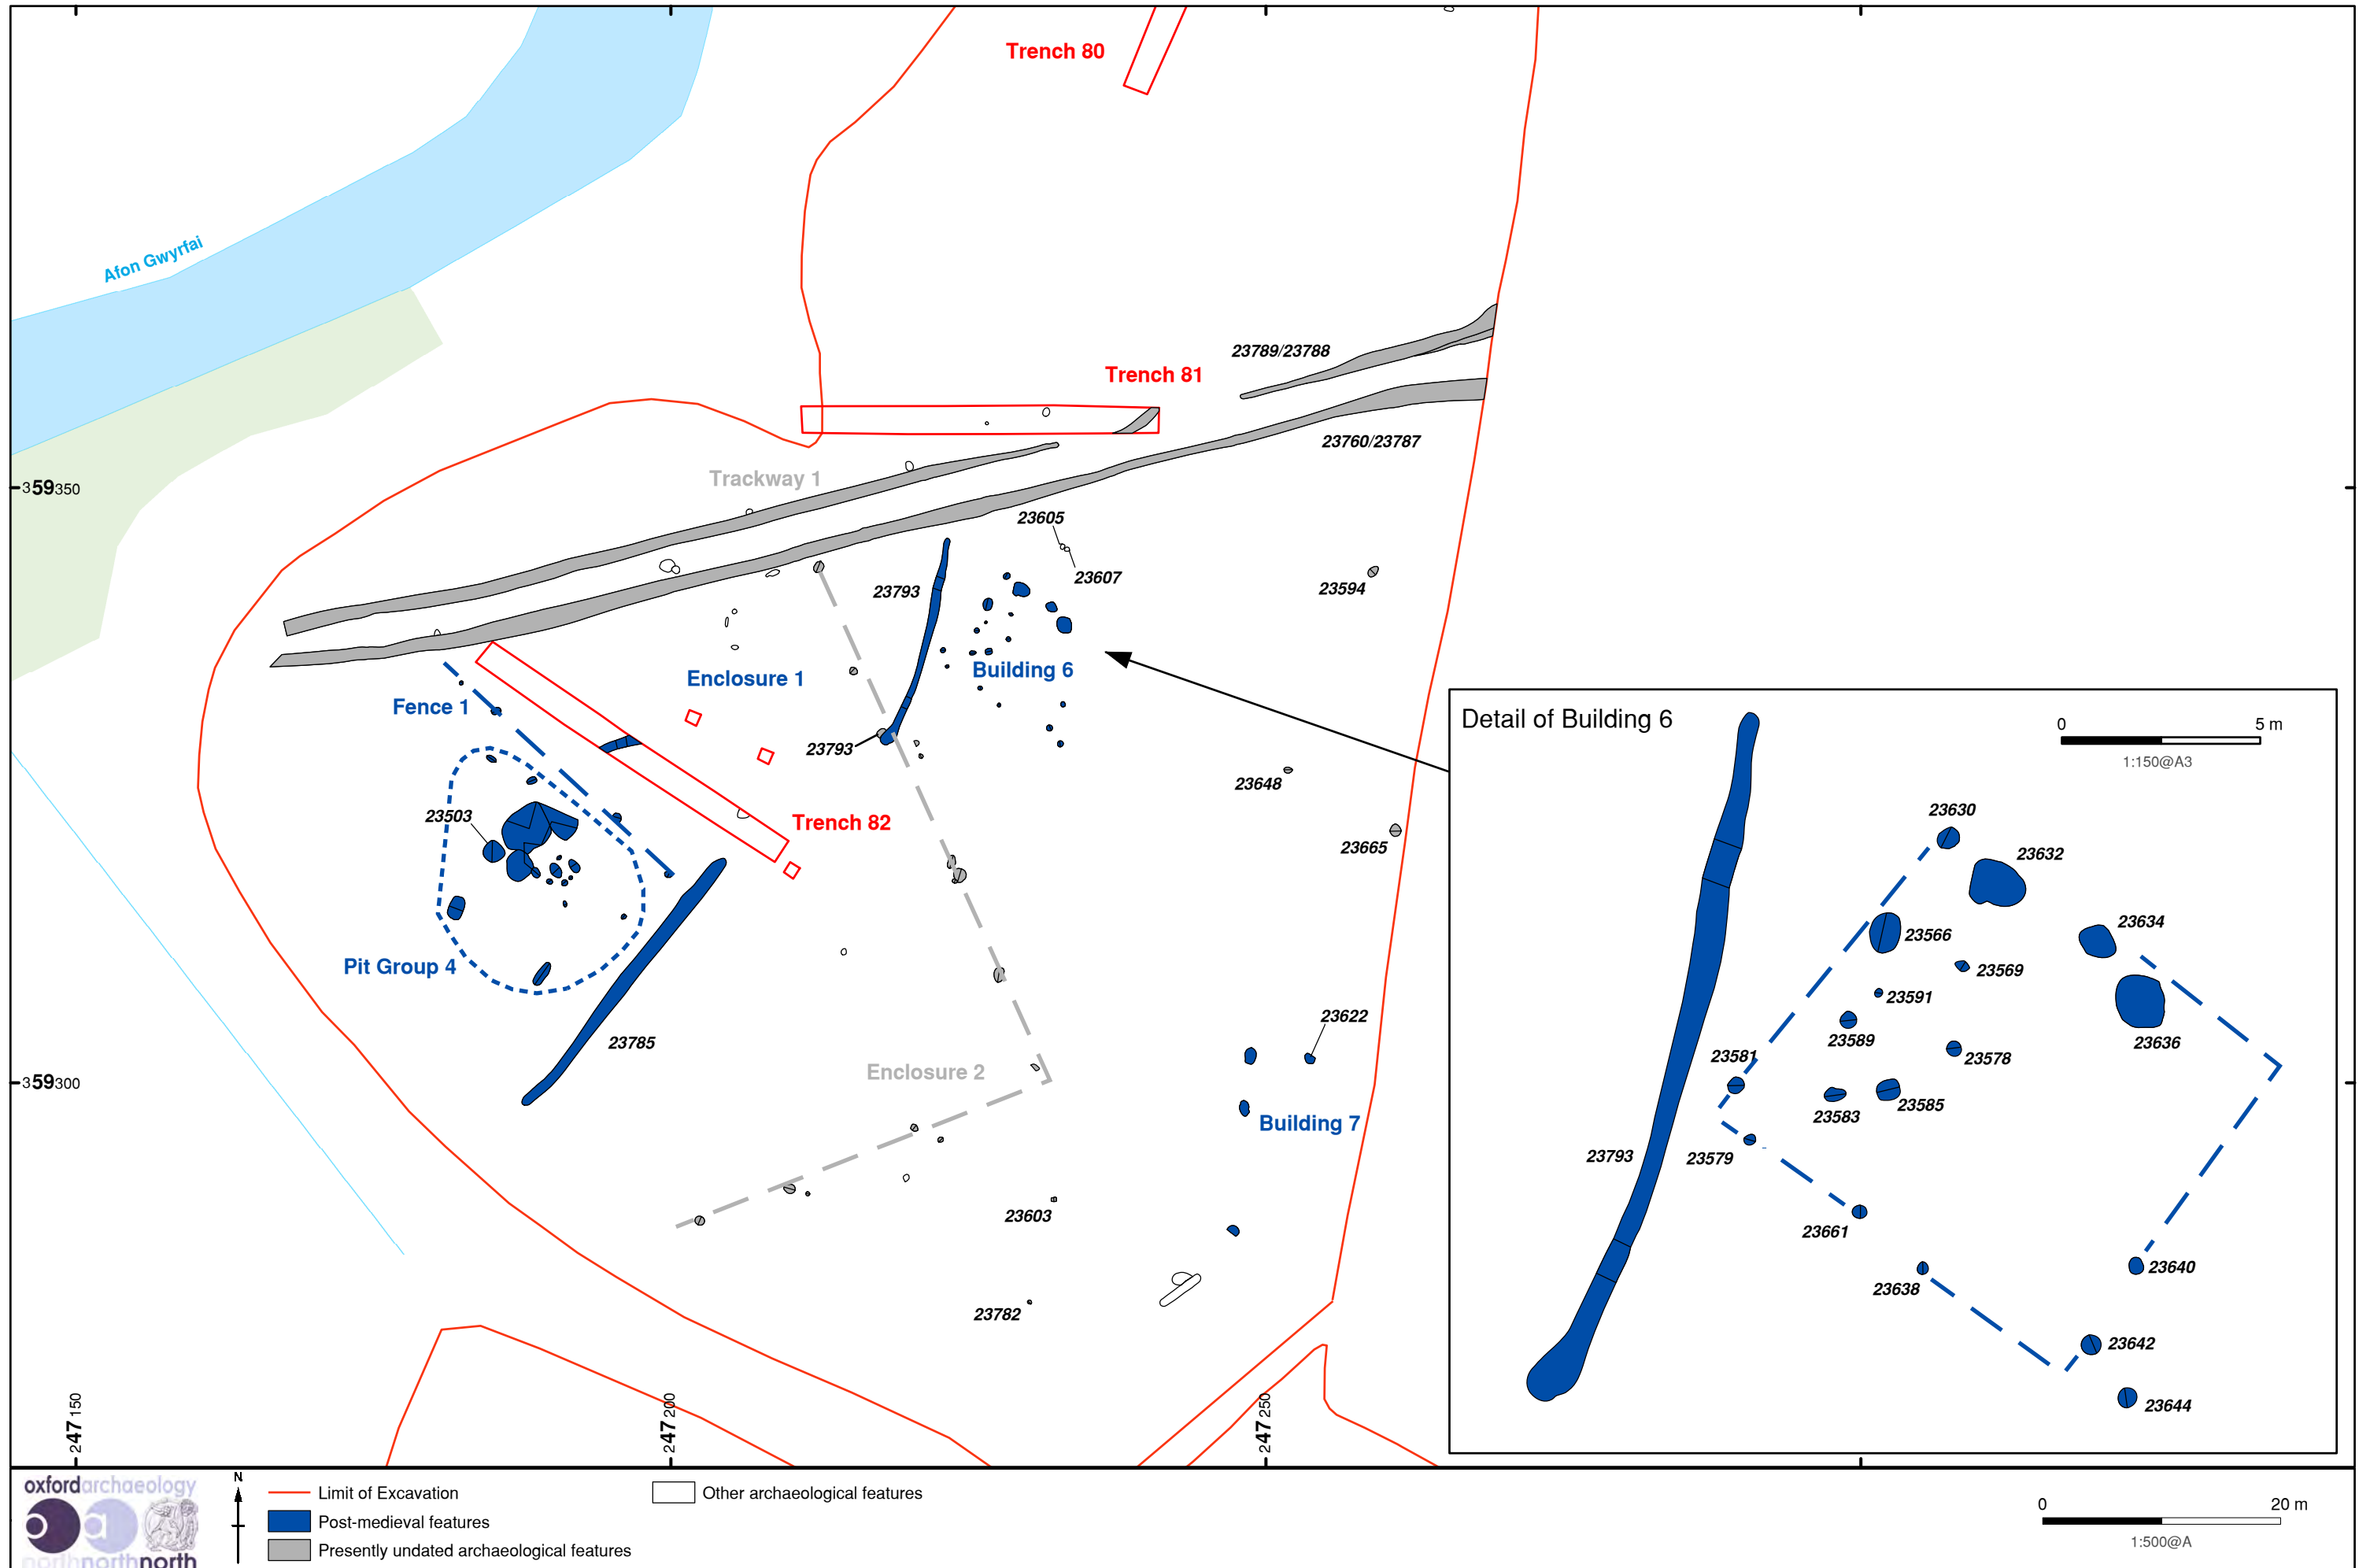 Trench 80
Afon Gwyrfai
23789/23788
Trench 81
23760/23787
Trackway 1
359350
23605
23607
23594
23793
Enclosure 1
Building 6
Fence 1
23793
23648
Trench 82
23503
23665
Pit Group 4
23785
23622
Enclosure 2
359300
Building 7
23603
23782
247150
247200
247250
Detail of Building 6
0 5 m
1:150@A3
23630
23632
23634
23566
23569
23591
23589
23636
23581
23578
23583
23585
23793
23579
23661
23640
23638
23642
23644
oxfordarchaeology
northnorthnorth
N
Limit of Excavation
Post-medieval features
Presently undated archaeological features
Other archaeological features
0 20 m
1:500@A